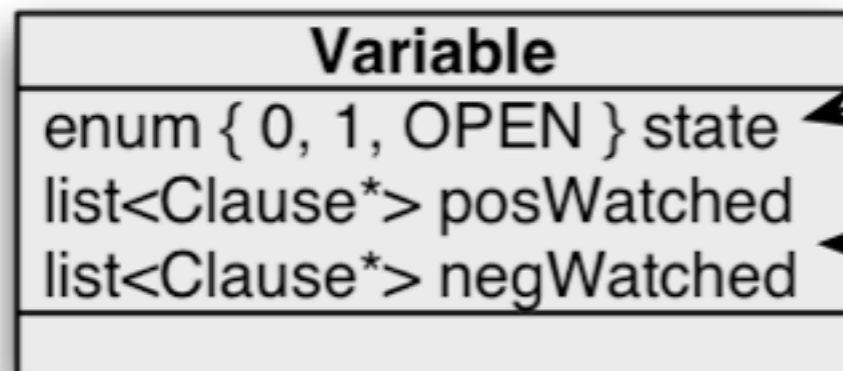 Variable
enum { 0, 1, OPEN } state
list<Clause*> posWatched
list<Clause*> negWatched